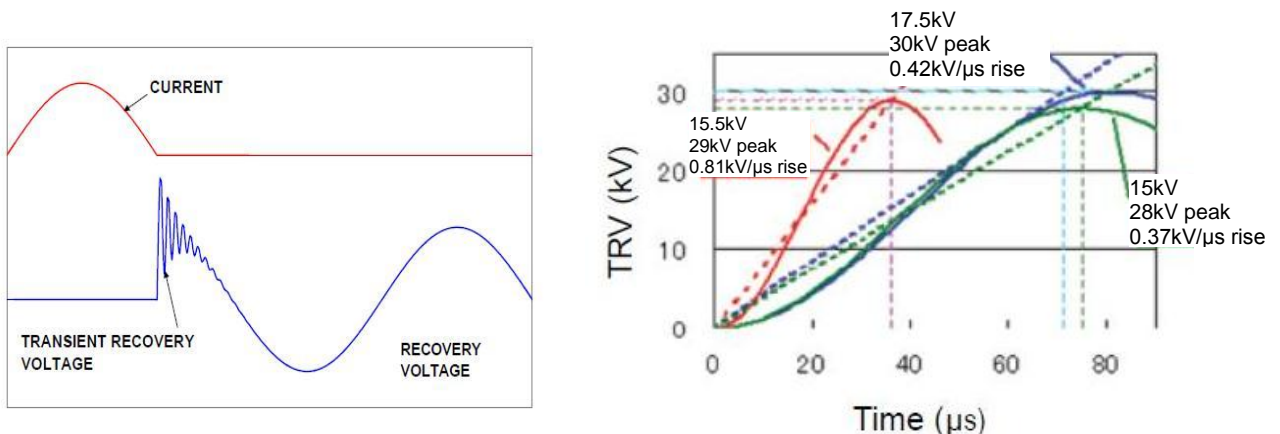 CURRENT
TRANSIENT RECOVERY
VOLTAGE
RECOVERY
VOLTAGE
17.5kV
30kV peak
0.42kV/µs rise
15.5kV
29kV peak
0.81kV/µs rise
15kV
28kV peak
0.37kV/µs rise
TRV (kV)
30
20
10
0
0 20 40 60 80
Time (µs)